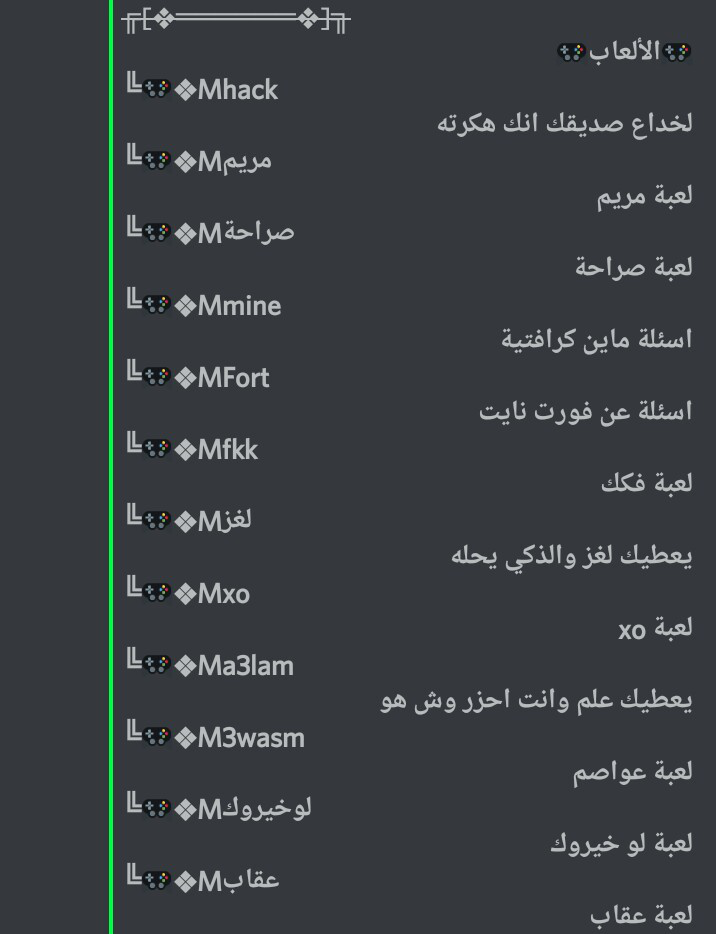 ╥[❖════════❖]╥
🎮الألعاب🎮
╚🎮❖Mhack
لخداع صديقك انك هكرته
╚🎮❖Mمريم
لعبة مريم
╚🎮❖Mصراحة
لعبة صراحة
╚🎮❖Mmine
اسئلة ماين كرافتية
╚🎮❖MFort
اسئلة عن فورت نايت
╚🎮❖Mfkk
لعبة فكك
╚🎮❖Mلغز
يعطيك لغز والذكي يحله
╚🎮❖Mxo
لعبة xo
╚🎮❖Ma3lam
يعطيك علم وانت احزر وش هو
╚🎮❖M3wasm
لعبة عواصم
╚🎮❖Mلوخيروك
لعبة لو خيروك
╚🎮❖Mعقاب
لعبة عقاب